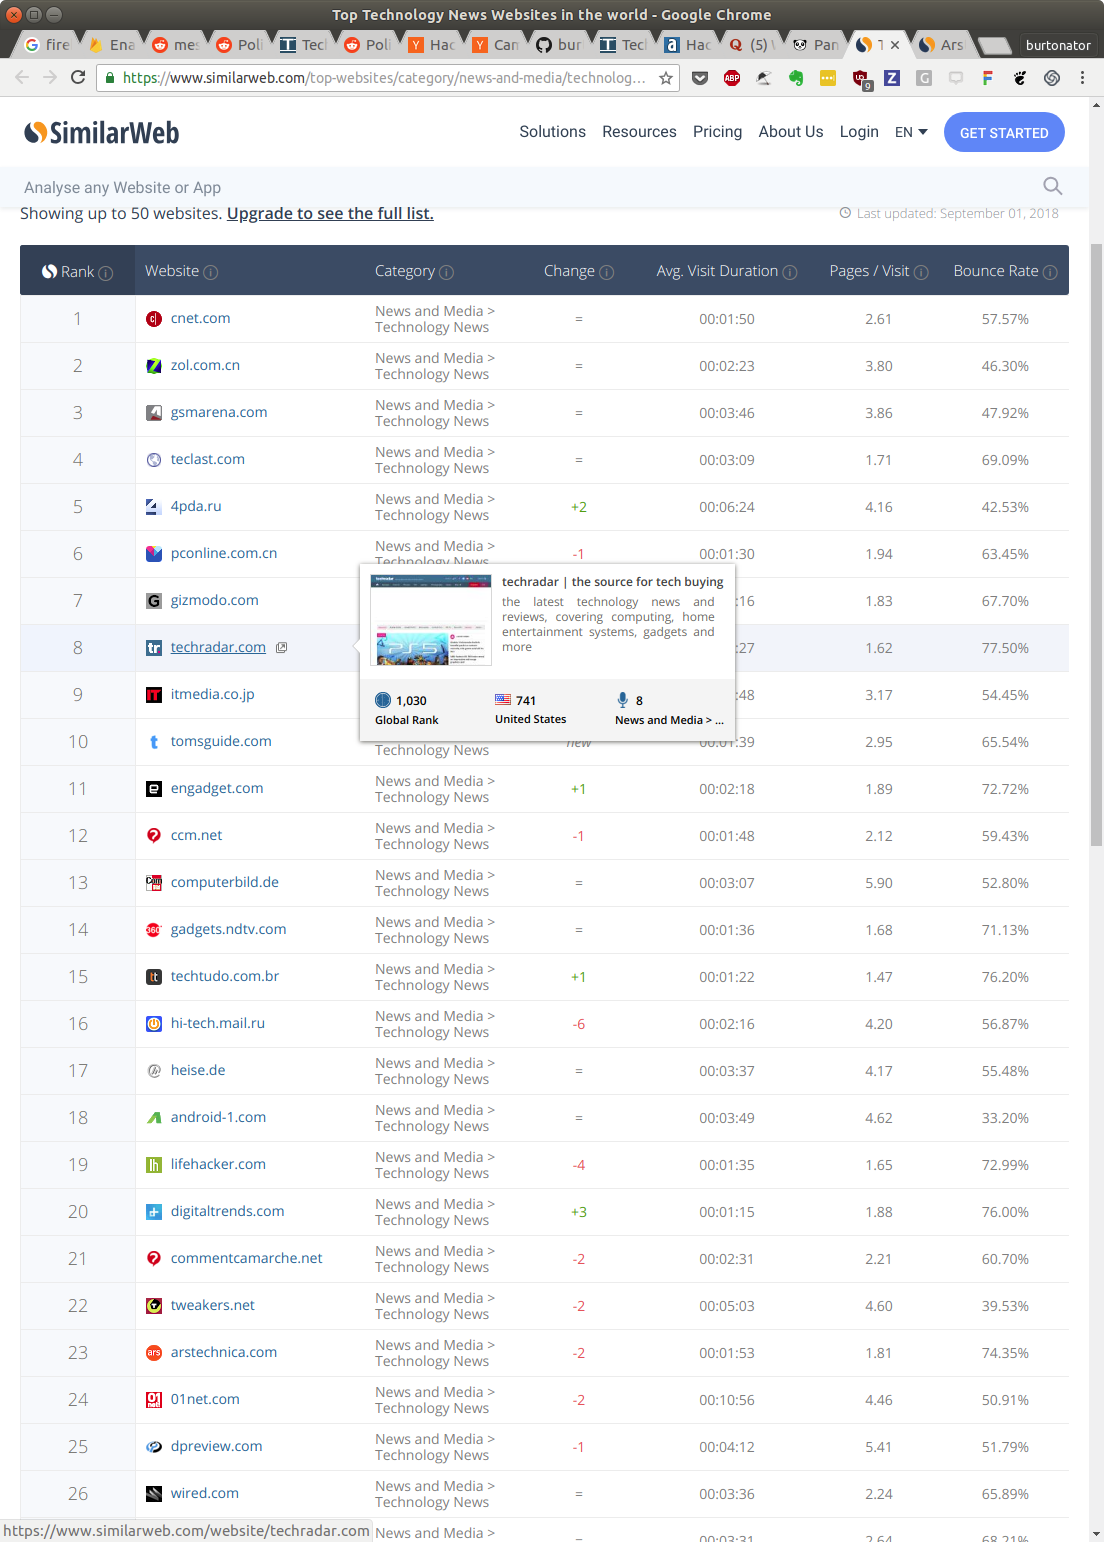 Top Technology News Websites in the world - Google Chrome
fire Ena mes Poli Tec Poli Hac Can bur Tec Hac (5) Pan T Ars burtonator
https://www.similarweb.com/top-websites/category/news-and-media/technolog...
ABP 9
SimilarWeb Solutions Resources Pricing About Us Login EN GET STARTED
Analyse any Website or App
Showing up to 50 websites. Upgrade to see the full list. Last updated: September 01, 2018
Rank Website Category Change Avg. Visit Duration Pages / Visit Bounce Rate
1 cnet.com News and Media > Technology News = 00:01:50 2.61 57.57%
2 zol.com.cn News and Media > Technology News = 00:02:23 3.80 46.30%
3 gsmarena.com News and Media > Technology News = 00:03:46 3.86 47.92%
4 teclast.com News and Media > Technology News = 00:03:09 1.71 69.09%
5 4pda.ru News and Media > Technology News +2 00:06:24 4.16 42.53%
6 pconline.com.cn News and Media > Technology News -1 00:01:30 1.94 63.45%
7 gizmodo.com :16 1.83 67.70%
8 techradar.com :27 1.62 77.50%
9 itmedia.co.jp :48 3.17 54.45%
10 tomsguide.com Technology News new 00:01:39 2.95 65.54%
techradar | the source for tech buying
the latest technology news and
reviews, covering computing, home
entertainment systems, gadgets and
more
1,030 741 8
Global Rank United States News and Media > ...
11 engadget.com News and Media > Technology News +1 00:02:18 1.89 72.72%
12 ccm.net News and Media > Technology News -1 00:01:48 2.12 59.43%
13 computerbild.de News and Media > Technology News = 00:03:07 5.90 52.80%
14 gadgets.ndtv.com News and Media > Technology News = 00:01:36 1.68 71.13%
15 techtudo.com.br News and Media > Technology News +1 00:01:22 1.47 76.20%
16 hi-tech.mail.ru News and Media > Technology News -6 00:02:16 4.20 56.87%
17 heise.de News and Media > Technology News = 00:03:37 4.17 55.48%
18 android-1.com News and Media > Technology News = 00:03:49 4.62 33.20%
19 lifehacker.com News and Media > Technology News -4 00:01:35 1.65 72.99%
20 digitaltrends.com News and Media > Technology News +3 00:01:15 1.88 76.00%
21 commentcamarche.net News and Media > Technology News -2 00:02:31 2.21 60.70%
22 tweakers.net News and Media > Technology News -2 00:05:03 4.60 39.53%
23 arstechnica.com News and Media > Technology News -2 00:01:53 1.81 74.35%
24 01net.com News and Media > Technology News -2 00:10:56 4.46 50.91%
25 dpreview.com News and Media > Technology News -1 00:04:12 5.41 51.79%
26 wired.com News and Media > Technology News = 00:03:36 2.24 65.89%
News and Media > = 00:03:31 2.64 68.21%
https://www.similarweb.com/website/techradar.com